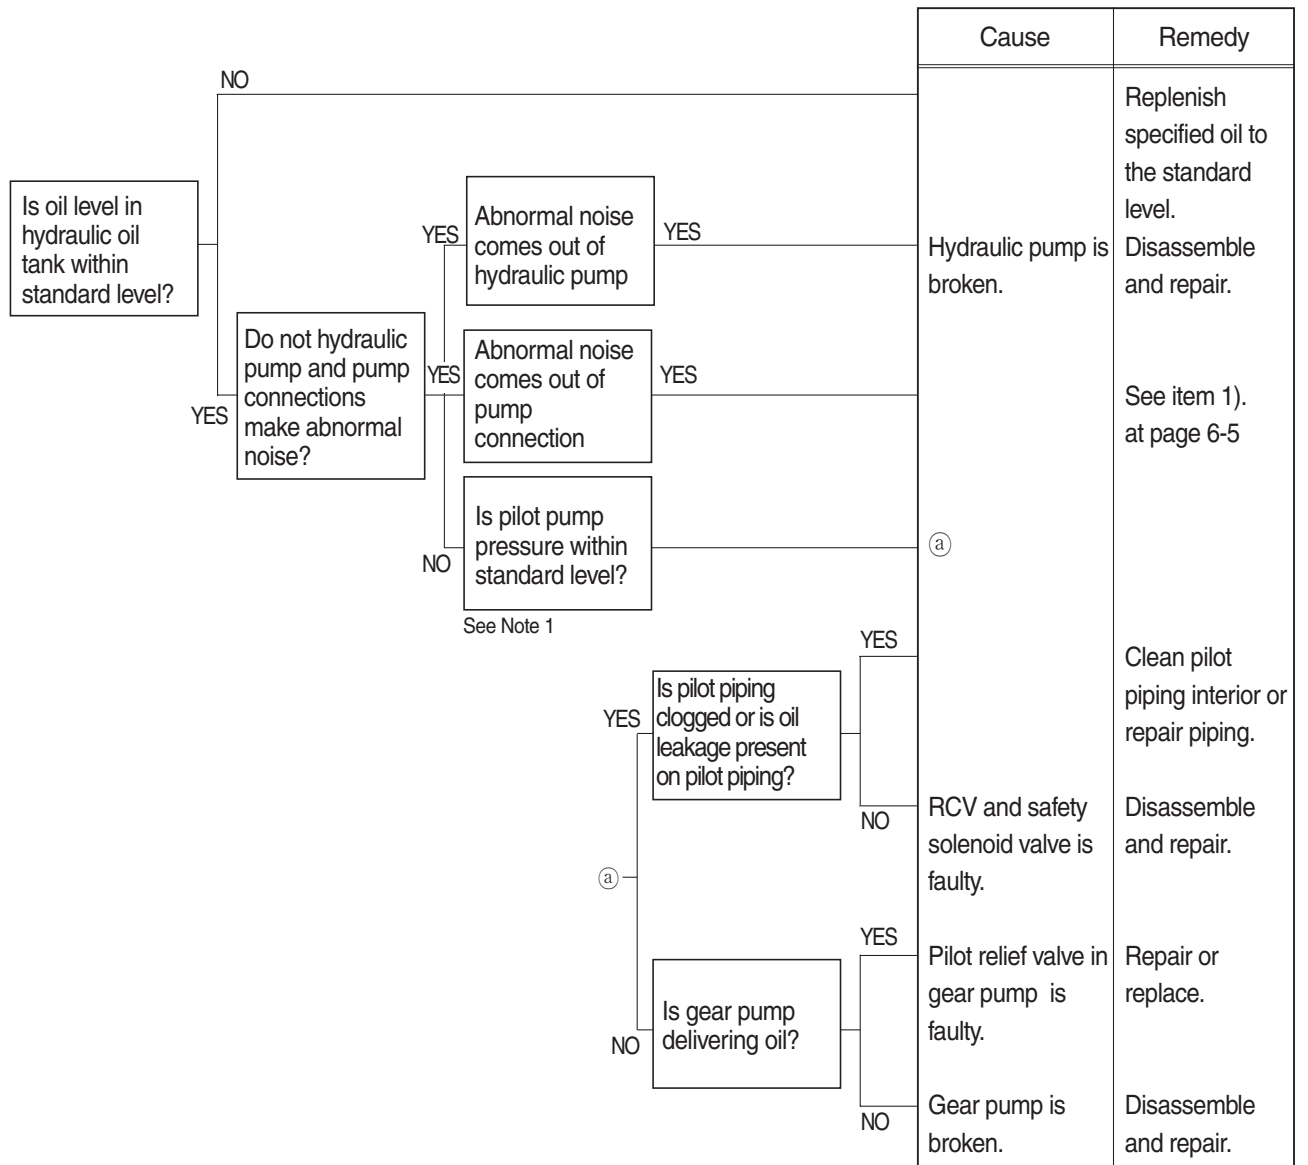 Cause
Remedy
NO
Replenish
specified oil to
the standard
level.
Is oil level in
hydraulic oil
tank within
standard level?
YES
Abnormal noise
comes out of
hydraulic pump
YES
Hydraulic pump is
broken.
Disassemble
and repair.
YES
Do not hydraulic
pump and pump
connections
make abnormal
noise?
YES
Abnormal noise
comes out of
pump
connection
YES
See item 1).
at page 6-5
NO
Is pilot pump
pressure within
standard level?
ⓐ
See Note 1
YES
Is pilot piping
clogged or is oil
leakage present
on pilot piping?
YES
Clean pilot
piping interior or
repair piping.
NO
RCV and safety
solenoid valve is
faulty.
Disassemble
and repair.
ⓐ
NO
Is gear pump
delivering oil?
YES
Pilot relief valve in
gear pump is
faulty.
Repair or
replace.
NO
Gear pump is
broken.
Disassemble
and repair.